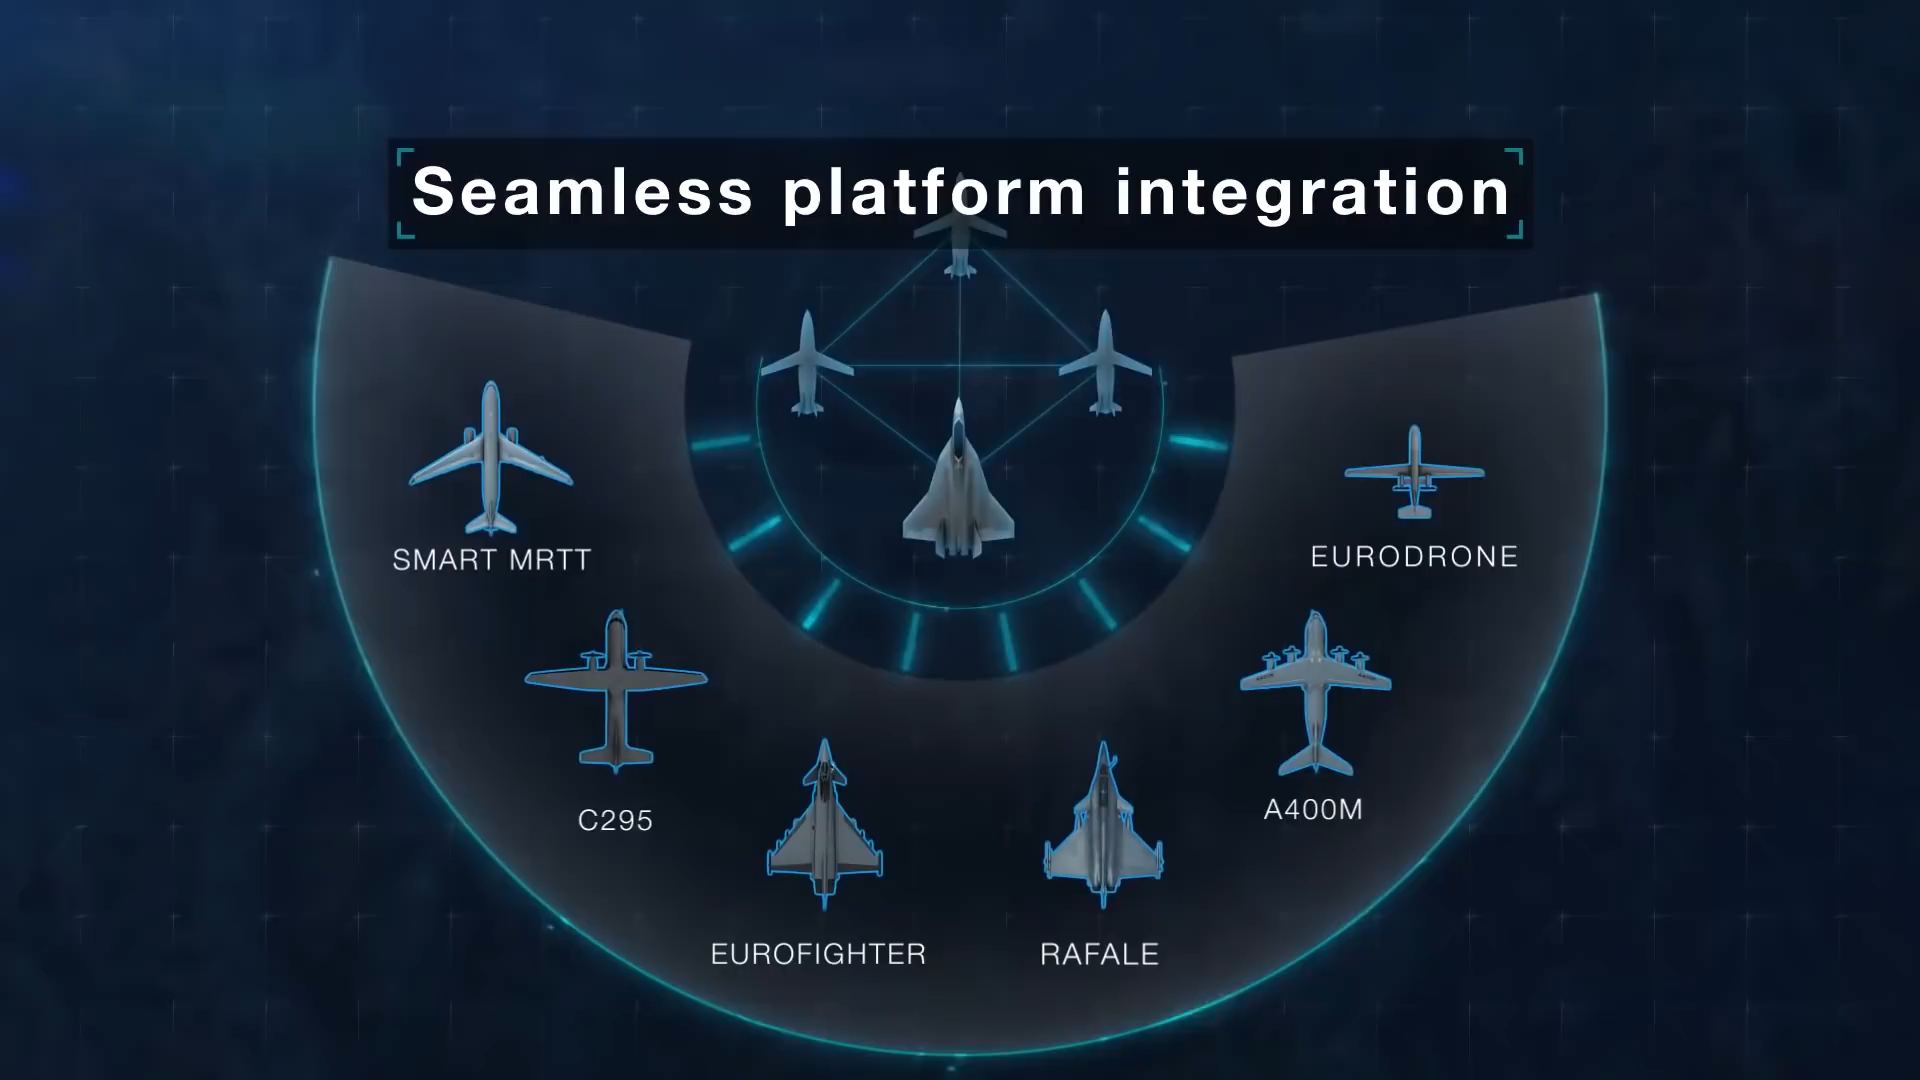 Seamless platform integration
SMART MRTT
EURODRONE
C295
A400M
EUROFIGHTER
RAFALE